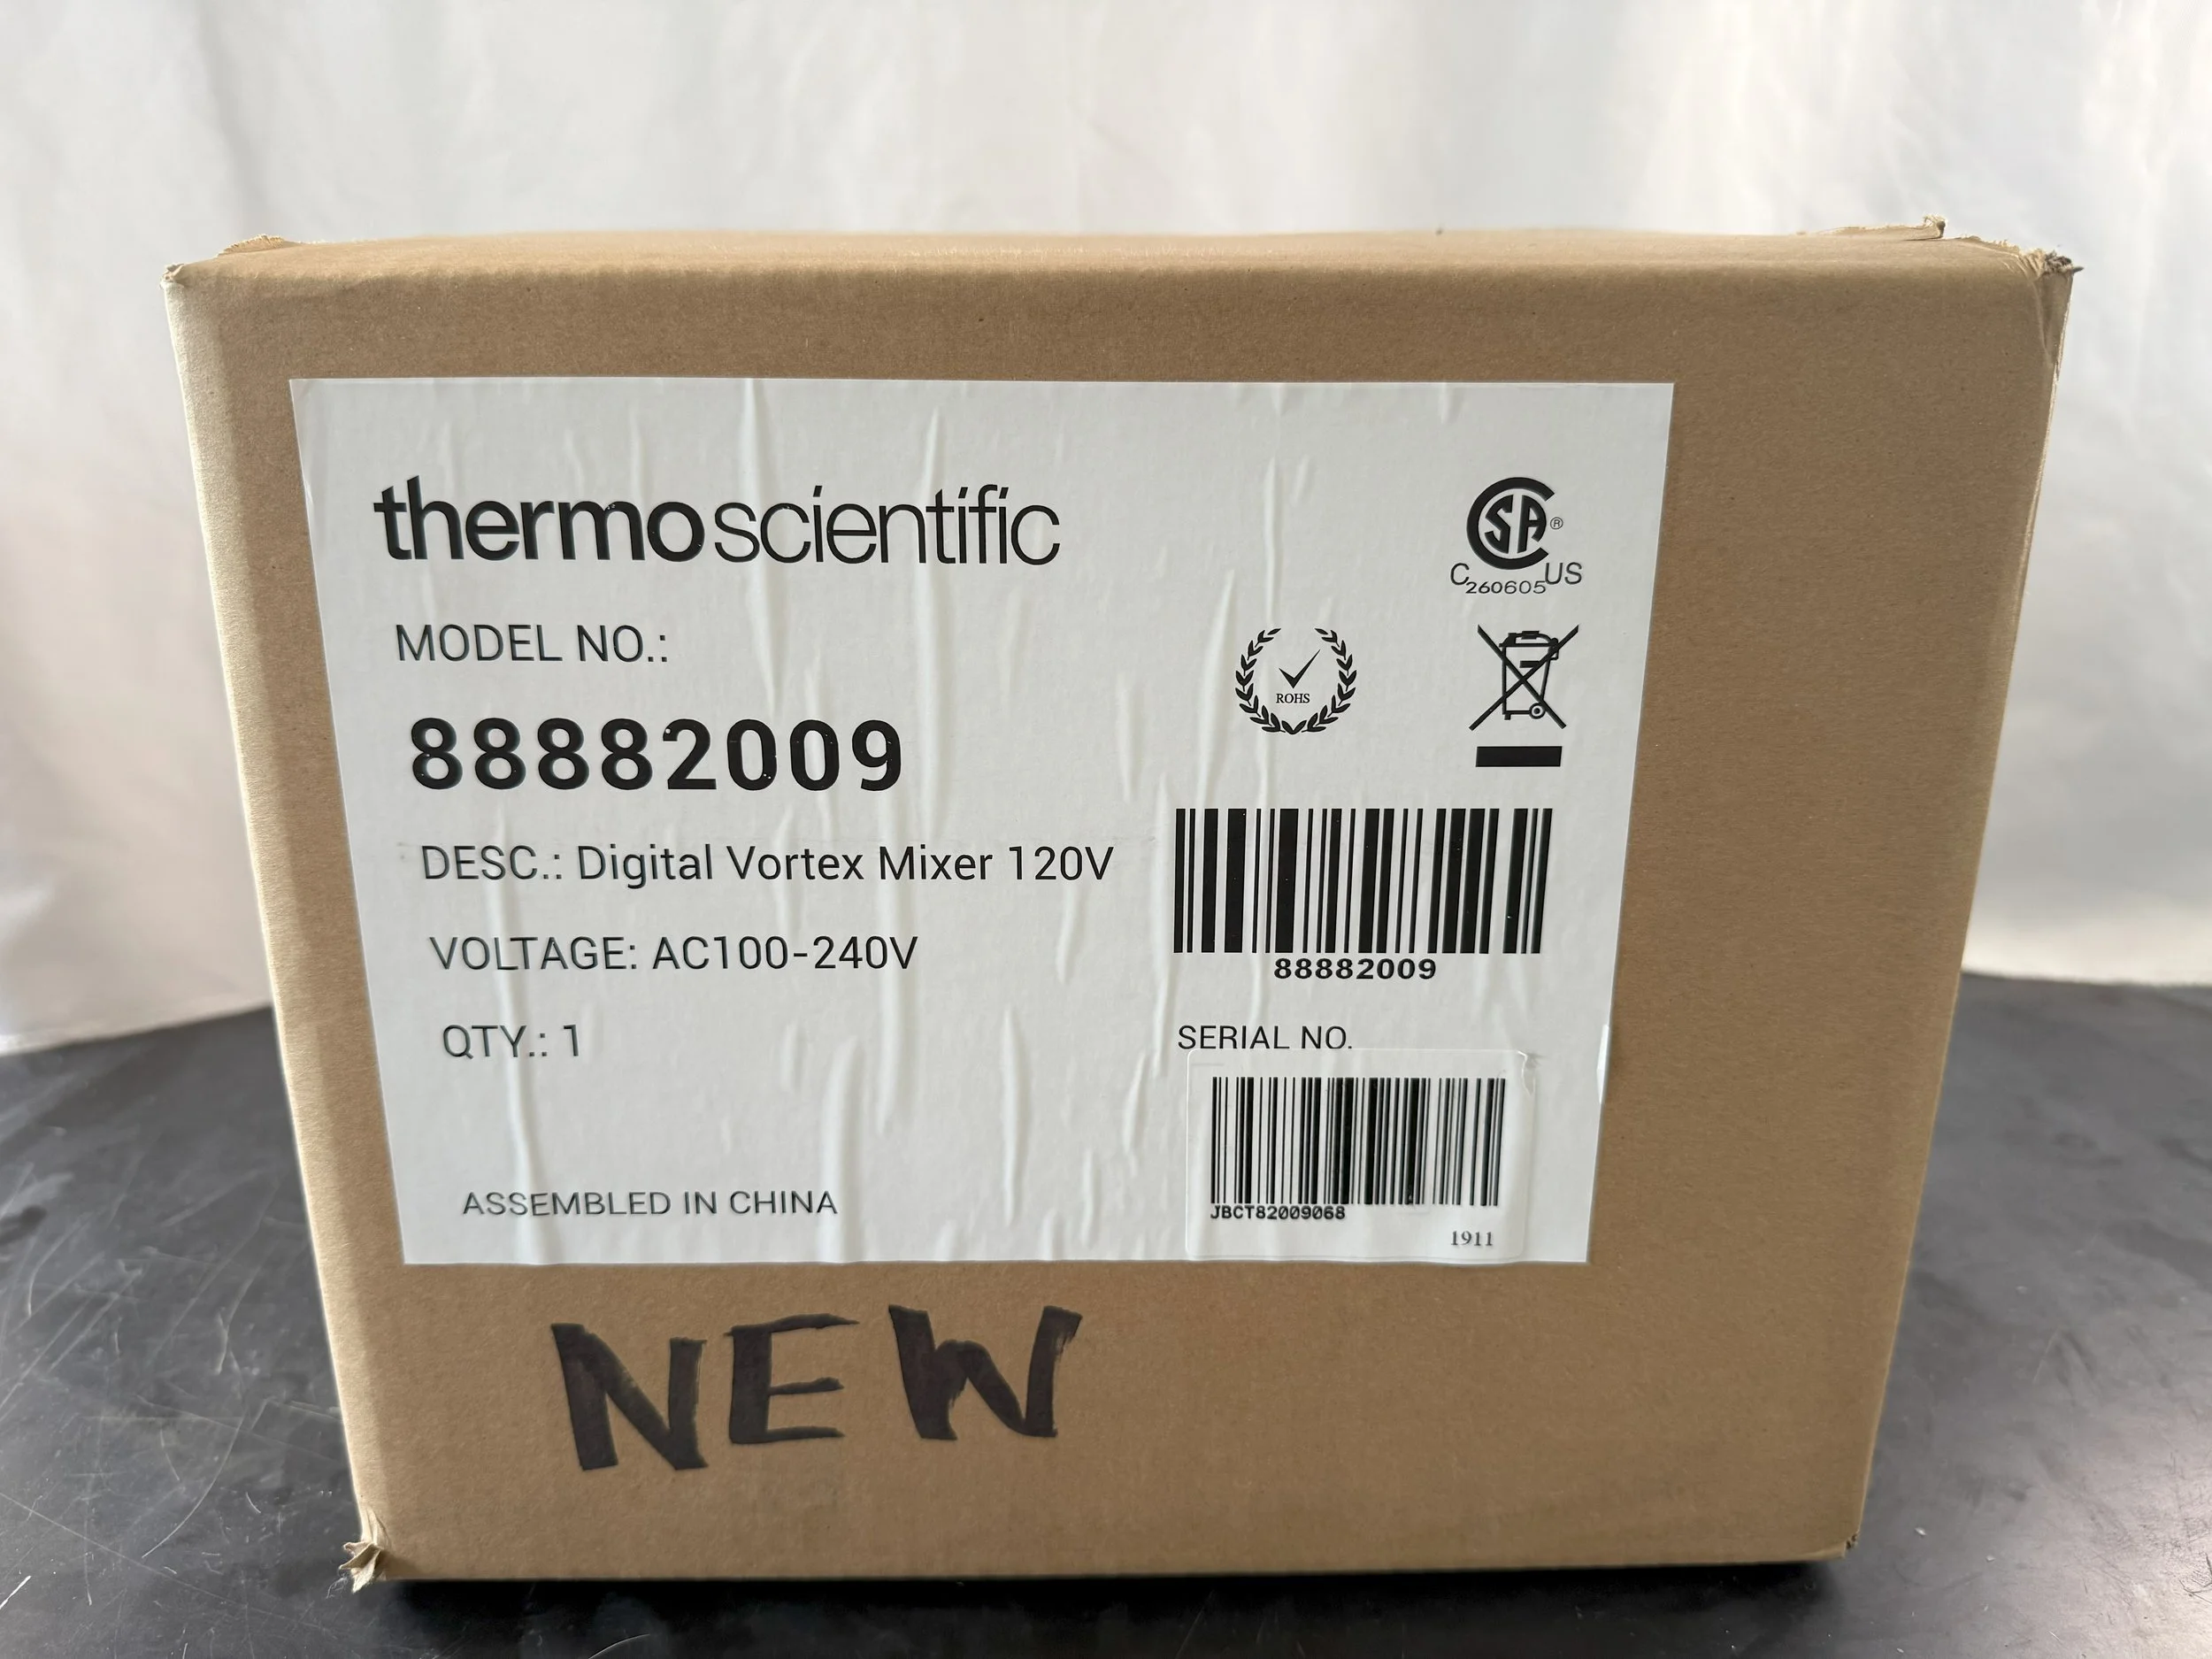 thermo scientific
CSA®
C 260605 US
MODEL NO.:
ROHS
88882009
DESC.: Digital Vortex Mixer 120V
VOLTAGE: AC100-240V
88882009
QTY.: 1
SERIAL NO.
ASSEMBLED IN CHINA
JBCT82009068
1911
NEW